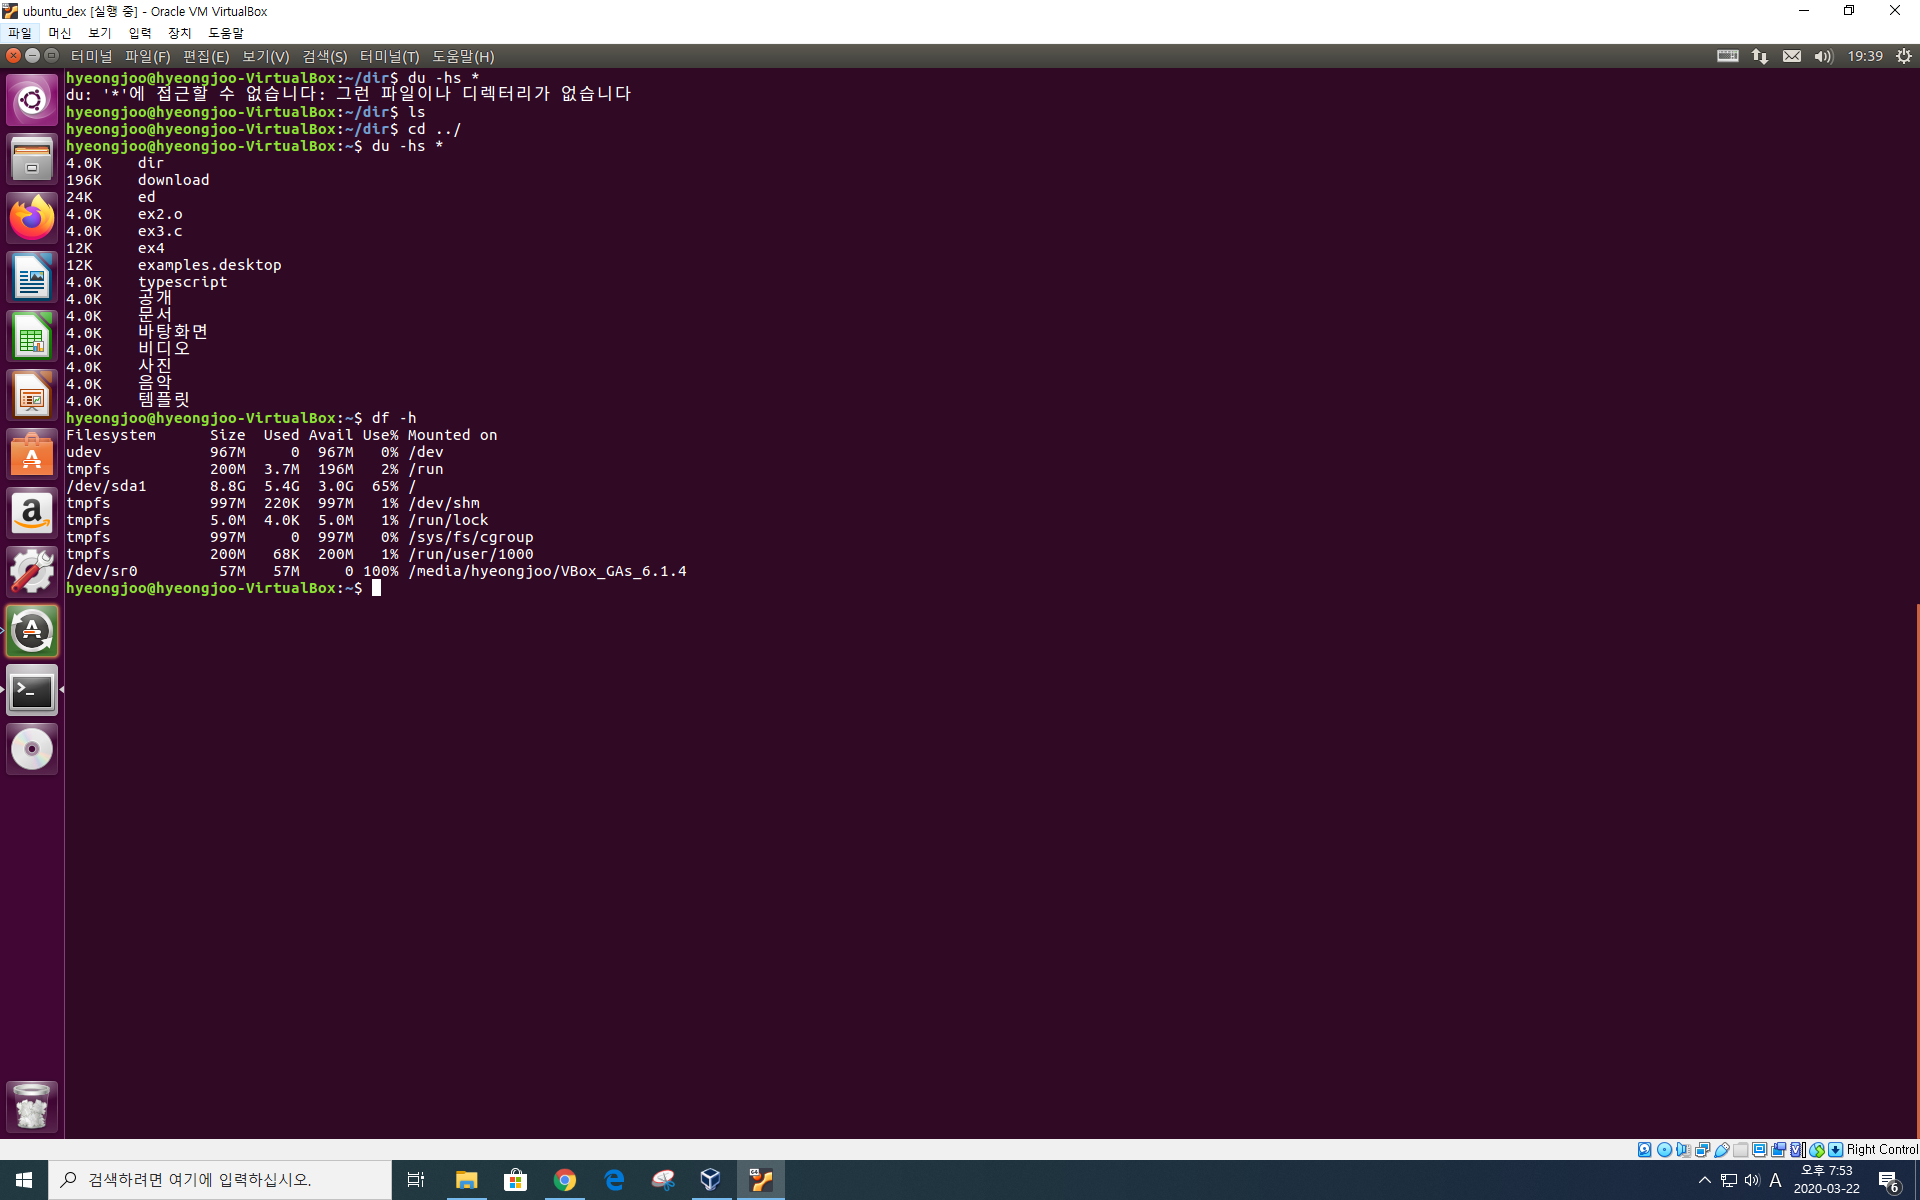 ubuntu_dex [실행 중] - Oracle VM VirtualBox
파일 머신 보기 입력 장치 도움말
터미널 파일(F) 편집(E) 보기(V) 검색(S) 터미널(T) 도움말(H) 19:39
hyeongjoo@hyeongjoo-VirtualBox:~/dir$ du -hs *
du: '*'에 접근할 수 없습니다: 그런 파일이나 디렉터리가 없습니다
hyeongjoo@hyeongjoo-VirtualBox:~/dir$ ls
hyeongjoo@hyeongjoo-VirtualBox:~/dir$ cd ../
hyeongjoo@hyeongjoo-VirtualBox:~$ du -hs *
4.0K    dir
196K    download
24K     ed
4.0K    ex2.o
4.0K    ex3.c
12K     ex4
12K     examples.desktop
4.0K    typescript
4.0K    공개
4.0K    문서
4.0K    바탕화면
4.0K    비디오
4.0K    사진
4.0K    음악
4.0K    템플릿
hyeongjoo@hyeongjoo-VirtualBox:~$ df -h
Filesystem      Size  Used Avail Use% Mounted on
udev            967M     0  967M   0% /dev
tmpfs           200M  3.7M  196M   2% /run
/dev/sda1       8.8G  5.4G  3.0G  65% /
tmpfs           997M  220K  997M   1% /dev/shm
tmpfs           5.0M  4.0K  5.0M   1% /run/lock
tmpfs           997M     0  997M   0% /sys/fs/cgroup
tmpfs           200M   68K  200M   1% /run/user/1000
/dev/sr0         57M   57M     0 100% /media/hyeongjoo/VBox_GAs_6.1.4
hyeongjoo@hyeongjoo-VirtualBox:~$
Right Control
검색하려면 여기에 입력하십시오.
A 오후 7:53
2020-03-22 6